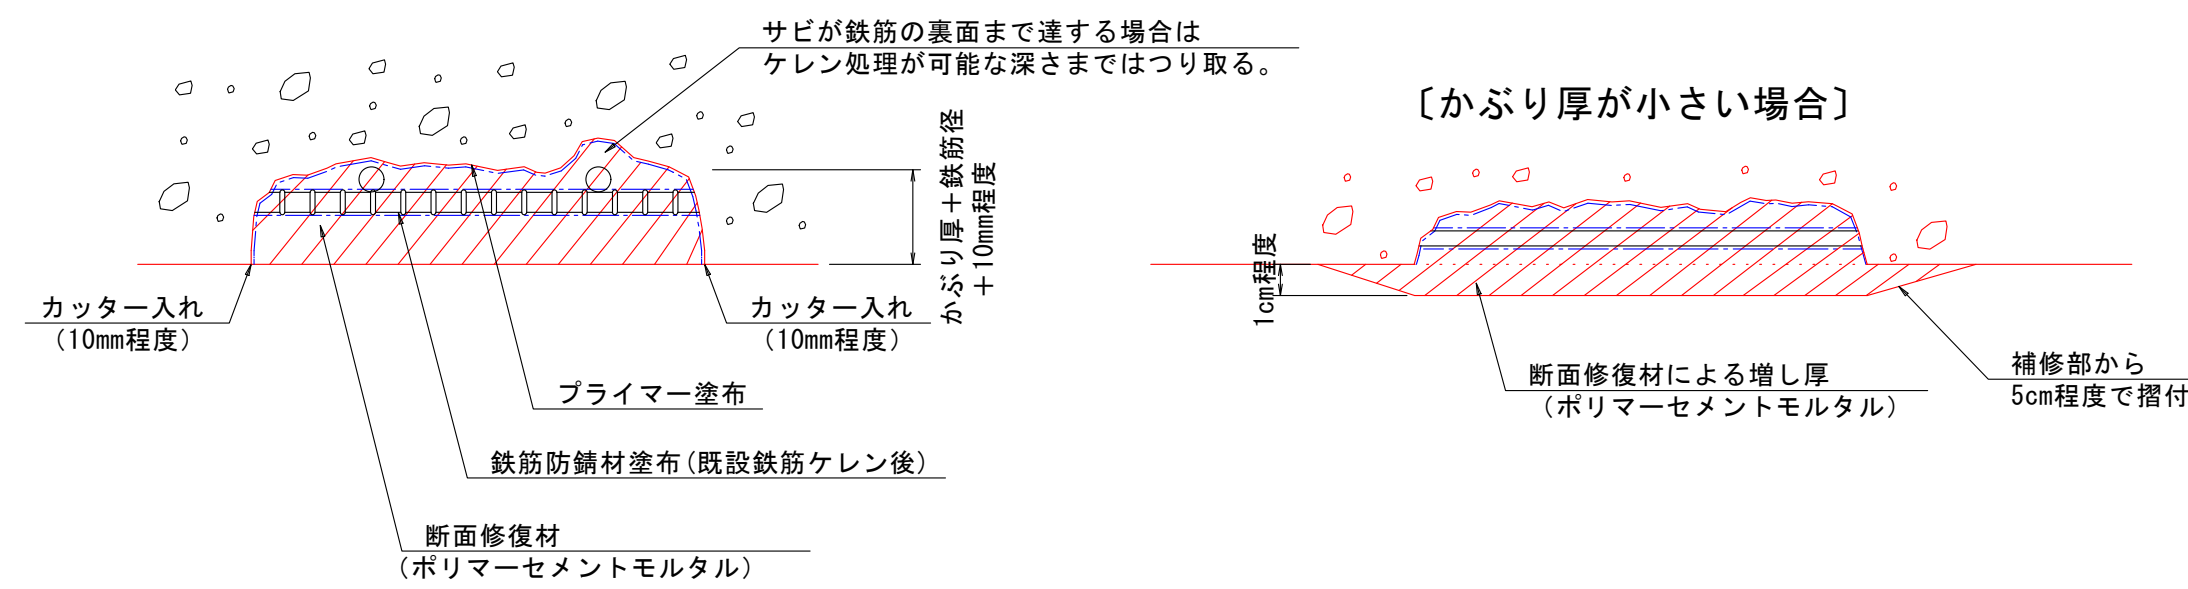 サビが鉄筋の裏面まで達する場合は
ケレン処理が可能な深さまではつり取る。
かぶり厚＋鉄筋径
＋10mm程度
カッター入れ
(10mm程度)
カッター入れ
(10mm程度)
プライマー塗布
鉄筋防錆材塗布(既設鉄筋ケレン後)
断面修復材
(ポリマーセメントモルタル)
〔かぶり厚が小さい場合〕
1cm程度
断面修復材による増し厚
(ポリマーセメントモルタル)
補修部から
5cm程度で摺付